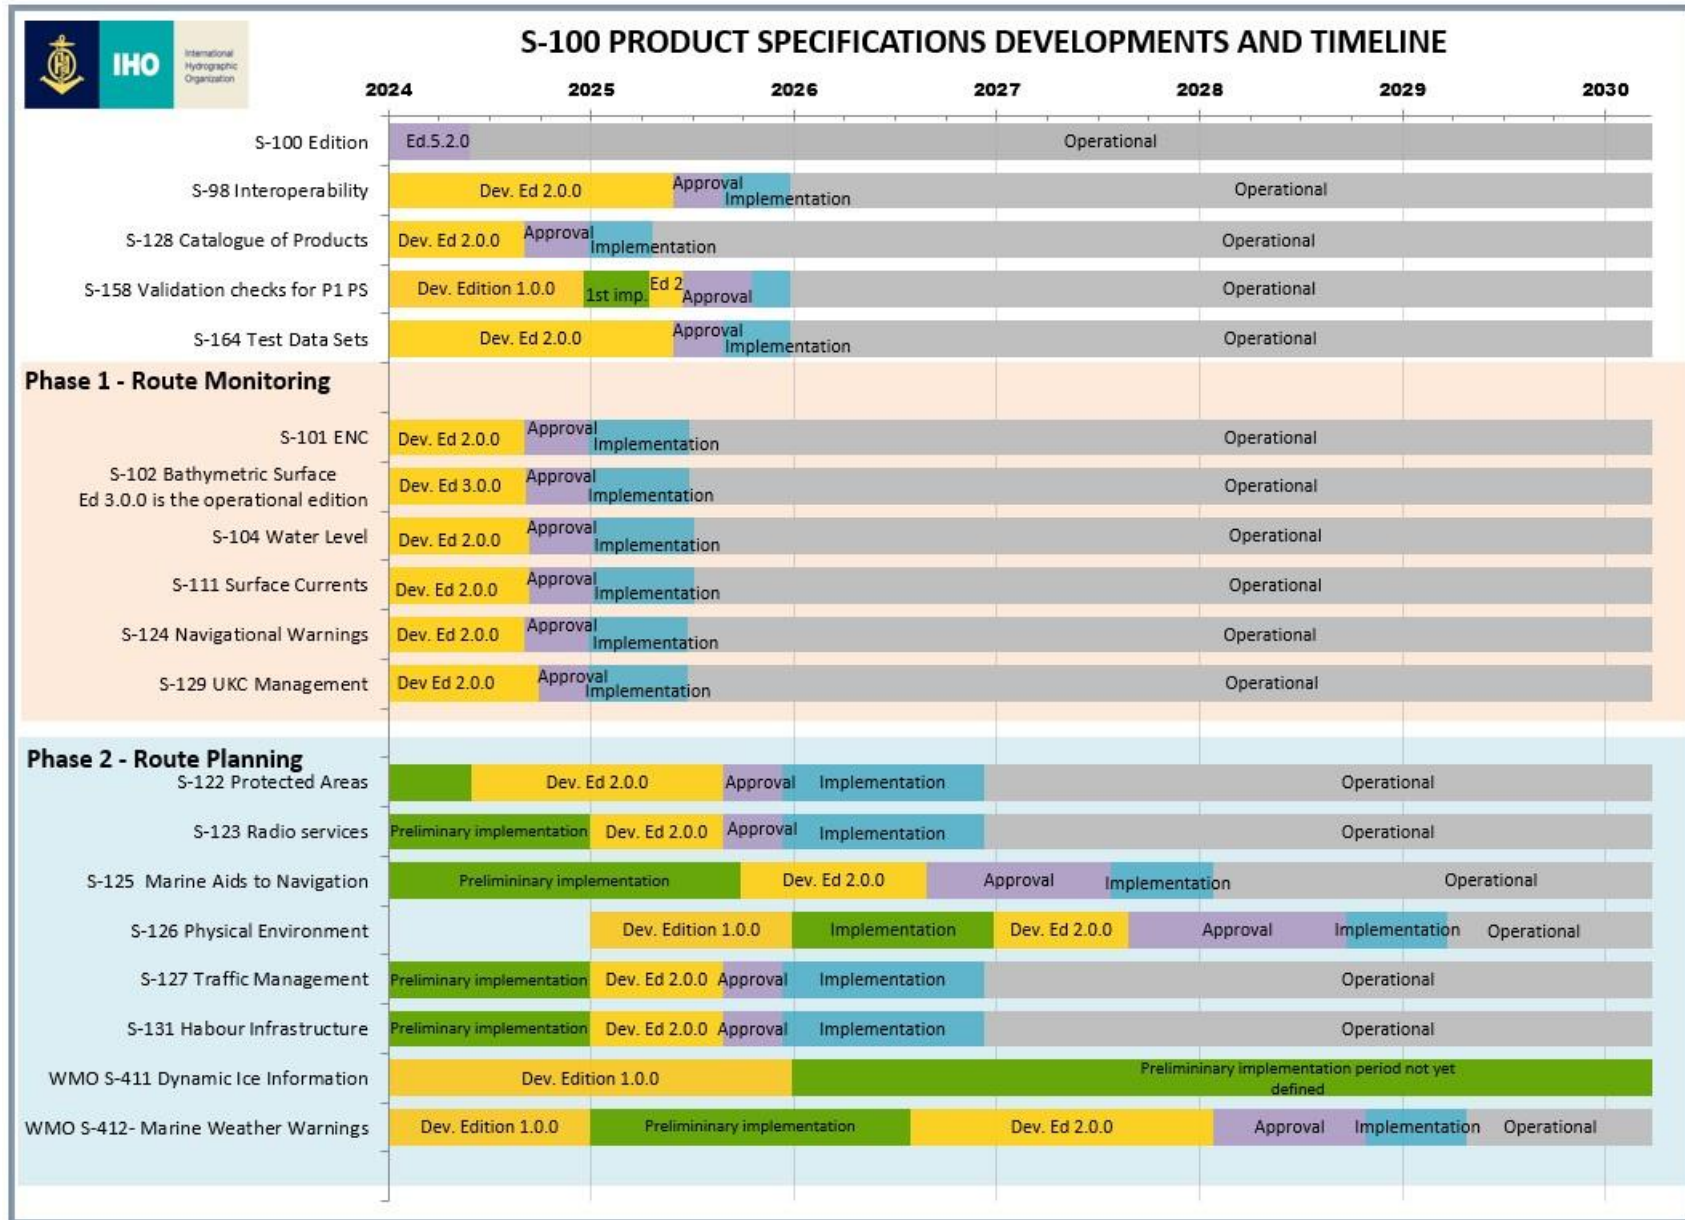 IHO
International
Hydrographic
Organization
S-100 PRODUCT SPECIFICATIONS DEVELOPMENTS AND TIMELINE
2024 2025 2026 2027 2028 2029 2030
S-100 Edition Ed.5.2.0 Operational
S-98 Interoperability Dev. Ed 2.0.0 Approval Implementation Operational
S-128 Catalogue of Products Dev. Ed 2.0.0 Approval Implementation Operational
S-158 Validation checks for P1 PS Dev. Edition 1.0.0 1st imp. Ed 2 Approval Operational
S-164 Test Data Sets Dev. Ed 2.0.0 Approval Implementation Operational
Phase 1 - Route Monitoring
S-101 ENC Dev. Ed 2.0.0 Approval Implementation Operational
S-102 Bathymetric Surface
Ed 3.0.0 is the operational edition Dev. Ed 3.0.0 Approval Implementation Operational
S-104 Water Level Dev. Ed 2.0.0 Approval Implementation Operational
S-111 Surface Currents Dev. Ed 2.0.0 Approval Implementation Operational
S-124 Navigational Warnings Dev. Ed 2.0.0 Approval Implementation Operational
S-129 UKC Management Dev Ed 2.0.0 Approval Implementation Operational
Phase 2 - Route Planning
S-122 Protected Areas Dev. Ed 2.0.0 Approval Implementation Operational
S-123 Radio services Preliminary implementation Dev. Ed 2.0.0 Approval Implementation Operational
S-125 Marine Aids to Navigation Prelimininary implementation Dev. Ed 2.0.0 Approval Implementation Operational
S-126 Physical Environment Dev. Edition 1.0.0 Implementation Dev. Ed 2.0.0 Approval Implementation Operational
S-127 Traffic Management Preliminary implementation Dev. Ed 2.0.0 Approval Implementation Operational
S-131 Habour Infrastructure Preliminary implementation Dev. Ed 2.0.0 Approval Implementation Operational
WMO S-411 Dynamic Ice Information Dev. Edition 1.0.0 Prelimininary implementation period not yet
defined
WMO S-412- Marine Weather Warnings Dev. Edition 1.0.0 Prelimininary implementation Dev. Ed 2.0.0 Approval Implementation Operational